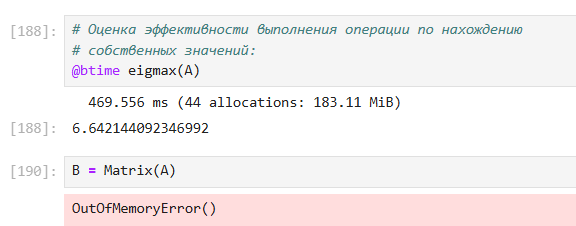 [188]: # Оценка эффективности выполнения операции по нахождению
# собственных значений:
@btime eigmax(A)
469.556 ms (44 allocations: 183.11 MiB)
[188]: 6.642144092346992
[190]: B = Matrix(A)
OutOfMemoryError()